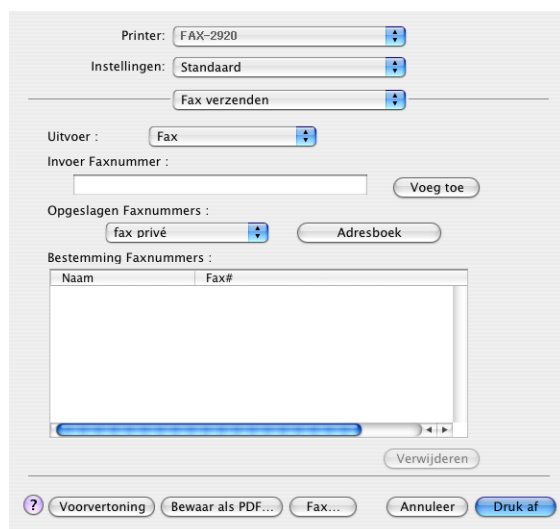 Printer: FAX-2920
Instellingen: Standaard
Fax verzenden
Uitvoer : Fax
Invoer Faxnummer :
Voeg toe
Opgeslagen Faxnummers :
fax privé Adresboek
Bestemming Faxnummers :
Naam Fax#
Verwijderen
? Voorvertoning Bewaar als PDF... Fax... Annuleer Druk af